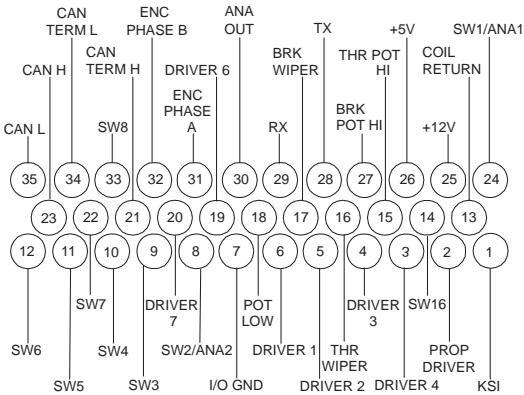 CAN
TERM L
ENC
PHASE B
ANA
OUT
TX
+5V
SW1/ANA1
CAN H
CAN
TERM H
DRIVER 6
BRK
WIPER
THR POT
HI
COIL
RETURN
ENC
PHASE
A
CAN L
SW8
RX
BRK
POT HI
+12V
35 34 33 32 31 30 29 28 27 26 25 24
23 22 21 20 19 18 17 16 15 14 13
12 11 10 9 8 7 6 5 4 3 2 1
SW7
DRIVER
7
POT
LOW
DRIVER
3
SW16
SW6
SW4
SW2/ANA2
DRIVER 1
THR
WIPER
PROP
DRIVER
SW5
SW3
I/O GND
DRIVER 2
DRIVER 4
KSI